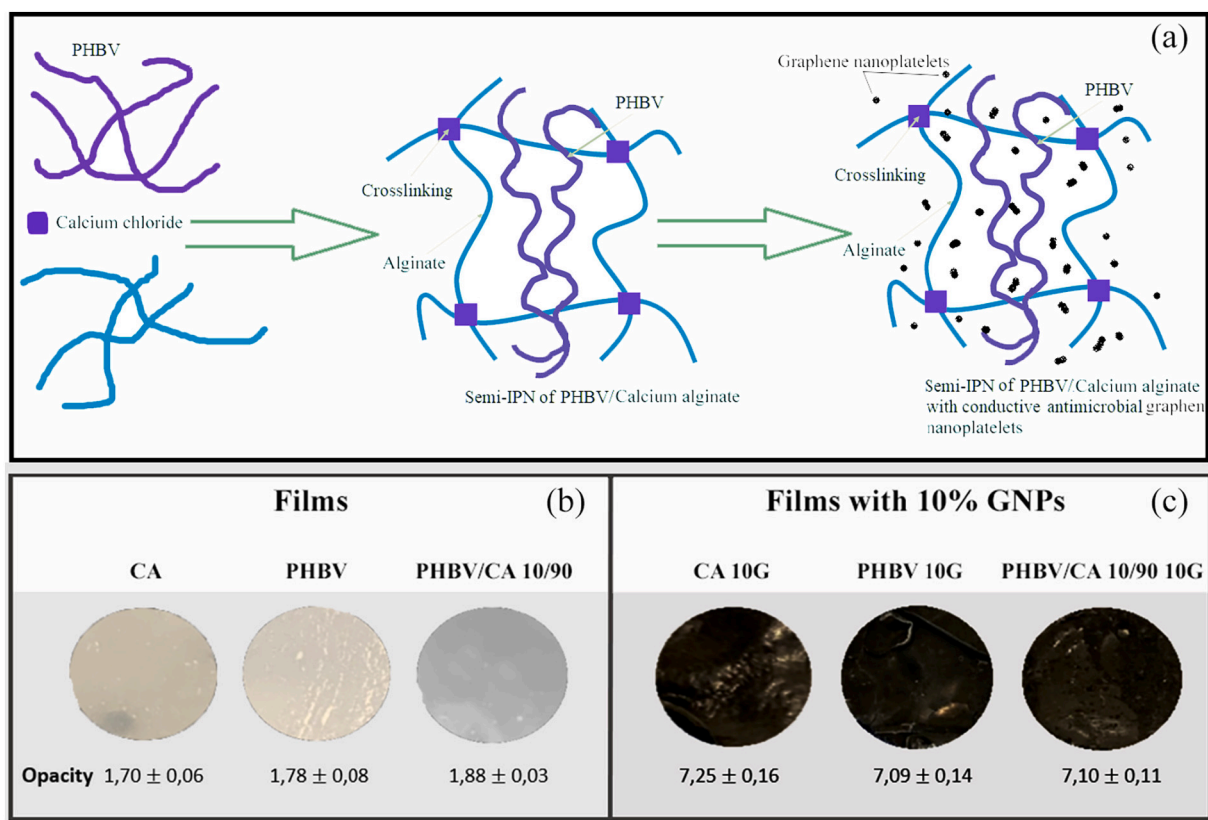 (a)
PHBV
Calcium chloride
PHBV
Crosslinking
Alginate
Semi-IPN of PHBV/Calcium alginate
Graphene nanoplatelets
PHBV
Crosslinking
Alginate
Semi-IPN of PHBV/Calcium alginate
with conductive antimicrobial graphen
nanoplatelets
Films (b)
CA PHBV PHBV/CA 10/90
Opacity 1,70 ± 0,06 1,78 ± 0,08 1,88 ± 0,03
Films with 10% GNPs (c)
CA 10G PHBV 10G PHBV/CA 10/90 10G
7,25 ± 0,16 7,09 ± 0,14 7,10 ± 0,11